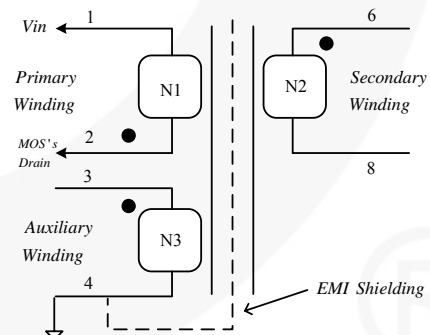 Vin
1
6
Primary
Winding
N1
N2
Secondary
Winding
MOS's
Drain
2
8
3
Auxiliary
Winding
N3
4
EMI Shielding
R